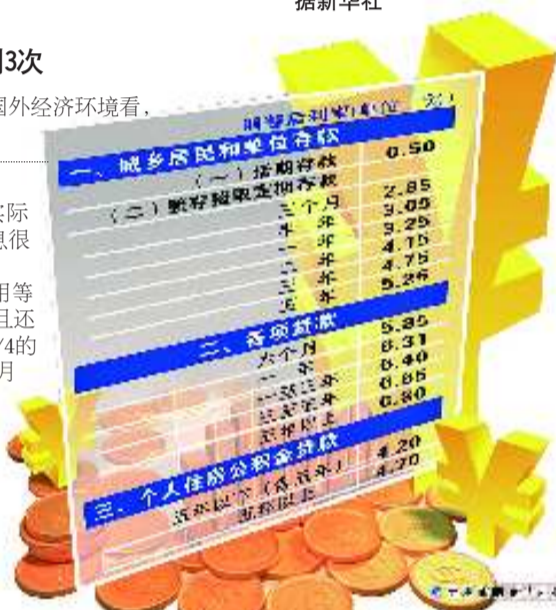 据新华社
3次
国外经济环境看，
实际
息很
用等
且还
/4的
月
调整后利率(单位：%)
一、城乡居民和单位存款
(一)活期存款 0.50
(二)整存整取定期存款
三个月 2.85
半 年 3.05
一 年 3.25
二 年 4.15
三 年 4.75
五 年 5.25
二、各项贷款
六个月 5.85
一 年 6.31
一至三年 6.40
三至五年 6.65
五年以上 6.80
三、个人住房公积金贷款
五年以下（含五年） 4.20
五年以上 4.70